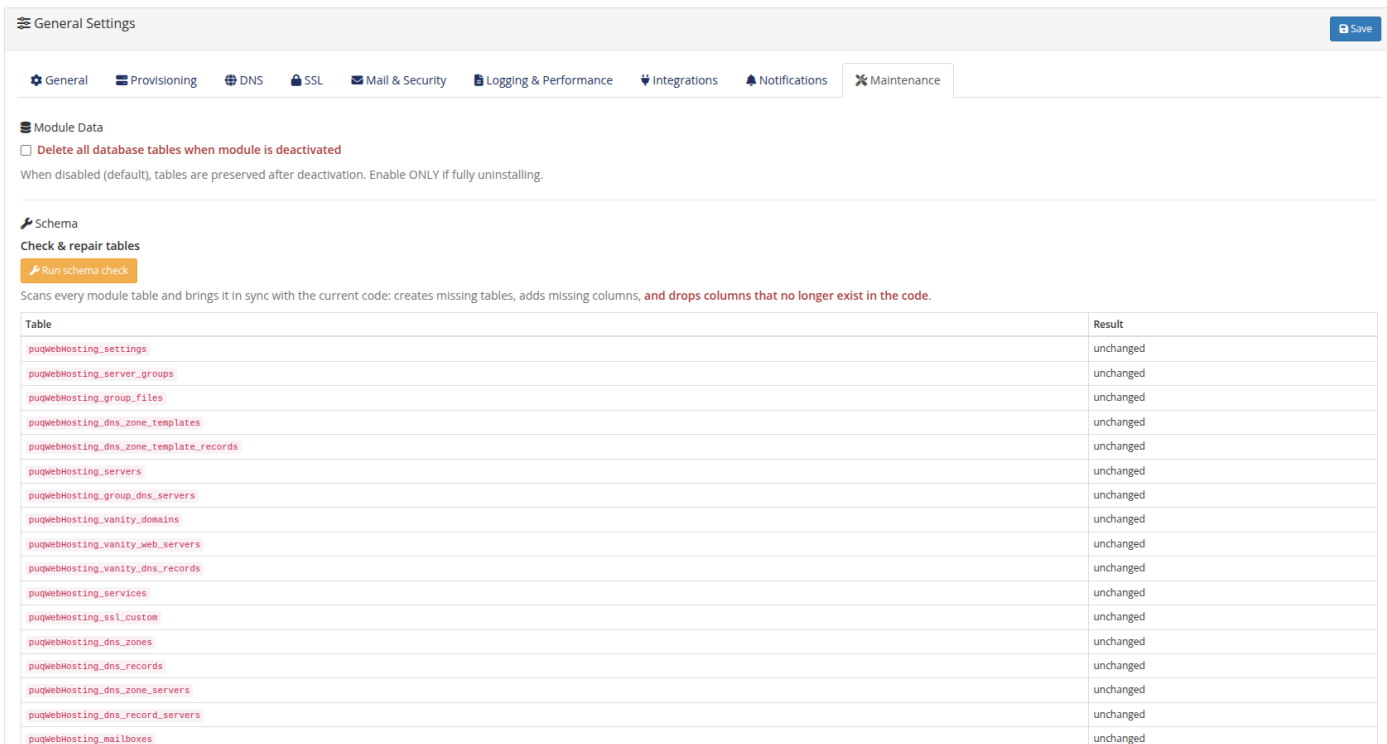 General Settings
Save
General Provisioning DNS SSL Mail & Security Logging & Performance Integrations Notifications Maintenance
Module Data
Delete all database tables when module is deactivated
When disabled (default), tables are preserved after deactivation. Enable ONLY if fully uninstalling.
Schema
Check & repair tables
Run schema check
Scans every module table and brings it in sync with the current code: creates missing tables, adds missing columns, and drops columns that no longer exist in the code.
Table Result
puqWebHosting_settings unchanged
puqWebHosting_server_groups unchanged
puqWebHosting_group_files unchanged
puqWebHosting_dns_zone_templates unchanged
puqWebHosting_dns_zone_template_records unchanged
puqWebHosting_servers unchanged
puqWebHosting_group_dns_servers unchanged
puqWebHosting_vanity_domains unchanged
puqWebHosting_vanity_web_servers unchanged
puqWebHosting_vanity_dns_records unchanged
puqWebHosting_services unchanged
puqWebHosting_ssl_custom unchanged
puqWebHosting_dns_zones unchanged
puqWebHosting_dns_records unchanged
puqWebHosting_dns_zone_servers unchanged
puqWebHosting_dns_record_servers unchanged
puqWebHosting_mailboxes unchanged